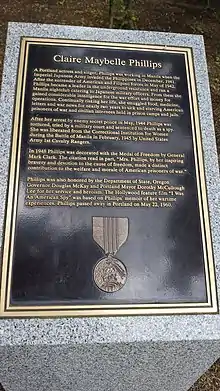 Claire Maybelle Phillips
A Portland actress and singer, Phillips was working in Manila when the
Imperial Japanese Army invaded the Philippines in December, 1941.
After the surrender of American and Filipino forces in May of 1942,
Phillips became a leader in the underground resistance and ran a
Manila nightclub catering to Japanese military officers. From them she
gained considerable intelligence for the war effort and money for
operations. Continually risking her life, she smuggled food, medicine,
letters and war news for nearly two years to sick and starving American
prisoners of war and civilian internees held in prison camps and jails.
After her arrest by enemy secret police in May, 1944 Phillips was
tortured, tried by a military court and sentenced to death as a spy.
She was liberated from the Correctional Institution for Women
during the Battle of Manila in February, 1945 by United States
Army 1st Cavalry Rangers.
In 1948 Phillips was decorated with the Medal of Freedom by General
Mark Clark. The citation read in part, "Mrs. Phillips, by her inspiring
bravery and devotion to the cause of freedom, made a distinct
contribution to the welfare and morale of American prisoners of war."
Phillips was also honored by the Department of State, Oregon
Governor Douglas McKay and Portland Mayor Dorothy McCullough
Lee for her service and heroism. The Hollywood feature film "I Was
An American Spy" was based on Phillips' memoir of her wartime
experiences. Phillips passed away in Portland on May 22, 1960.